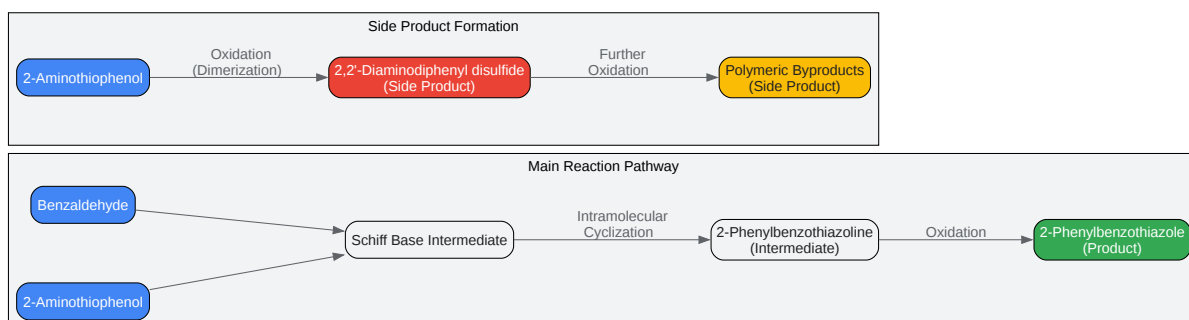 Side Product Formation
2-Aminothiophenol
Oxidation
(Dimerization)
2,2'-Diaminodiphenyl disulfide
(Side Product)
Further
Oxidation
Polymeric Byproducts
(Side Product)
Main Reaction Pathway
Benzaldehyde
2-Aminothiophenol
Schiff Base Intermediate
Intramolecular
Cyclization
2-Phenylbenzothiazoline
(Intermediate)
Oxidation
2-Phenylbenzothiazole
(Product)